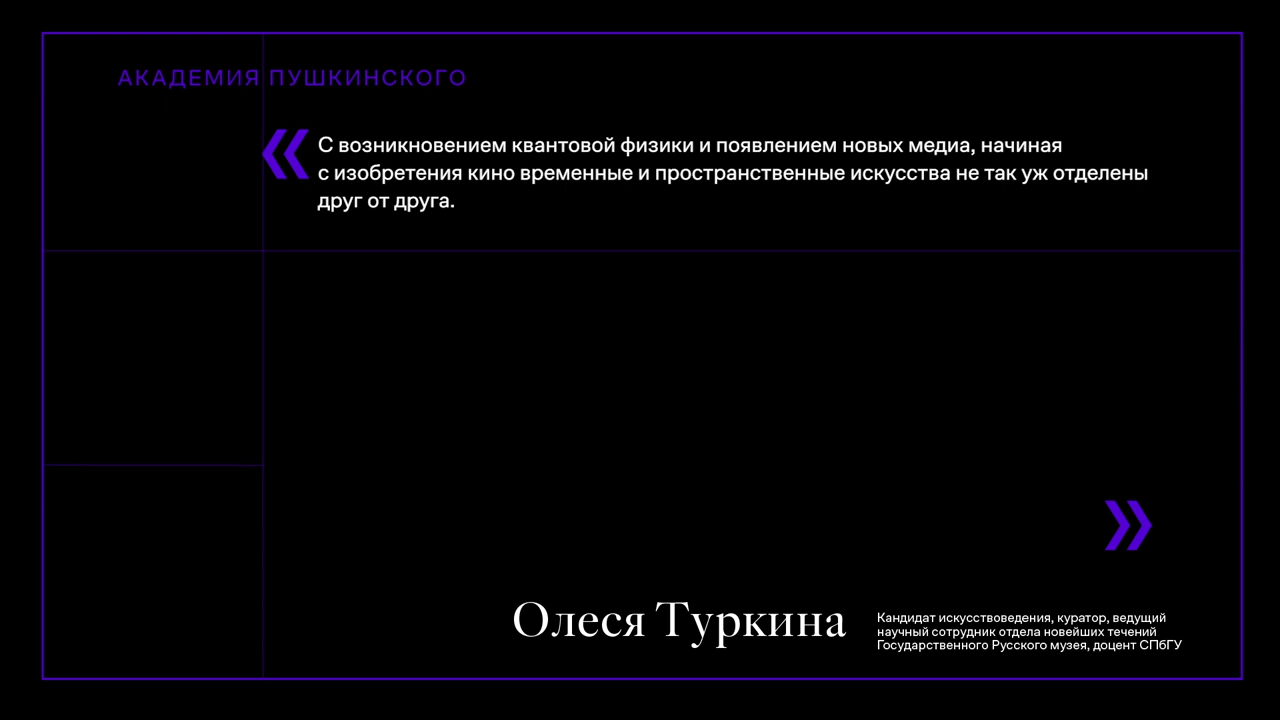 АКАДЕМИЯ ПУШКИНСКОГО
« С возникновением квантовой физики и появлением новых медиа, начиная
с изобретения кино временные и пространственные искусства не так уж отделены
друг от друга.
»
Олеся Туркина
Кандидат искусствоведения, куратор, ведущий
научный сотрудник отдела новейших течений
Государственного Русского музея, доцент СПбГУ